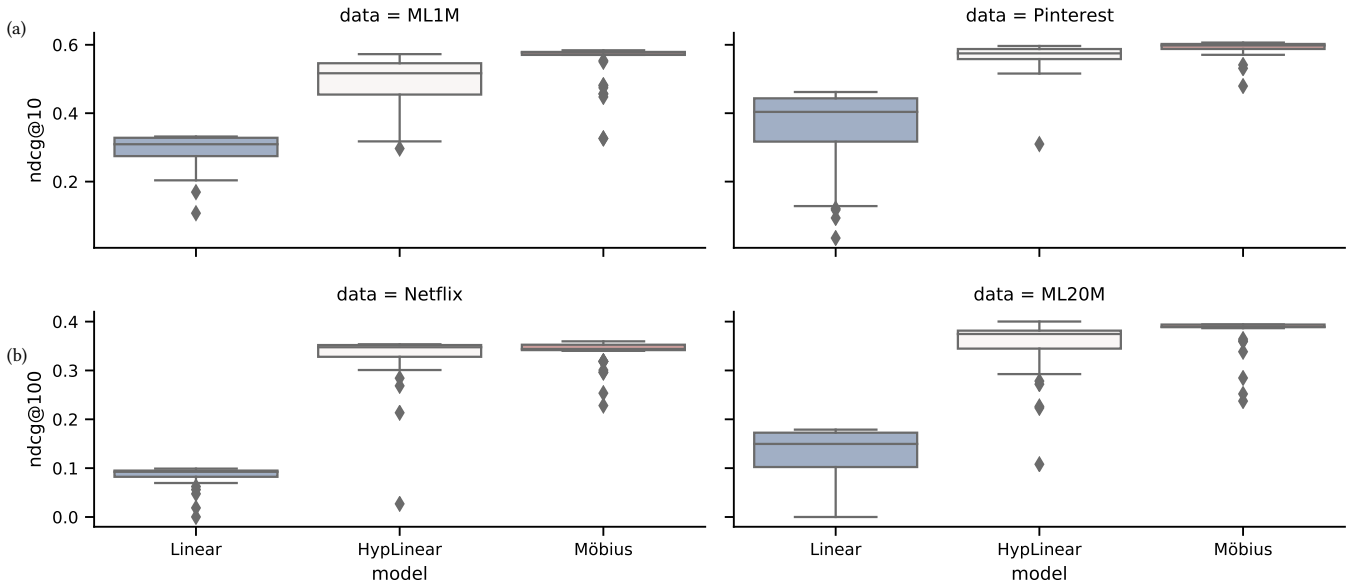 (a)
data = ML1M
data = Pinterest
ndcg@10
0.6
0.4
0.2
(b)
data = Netflix
data = ML20M
ndcg@100
0.4
0.3
0.2
0.1
0.0
Linear HypLinear Möbius
model
Linear HypLinear Möbius
model